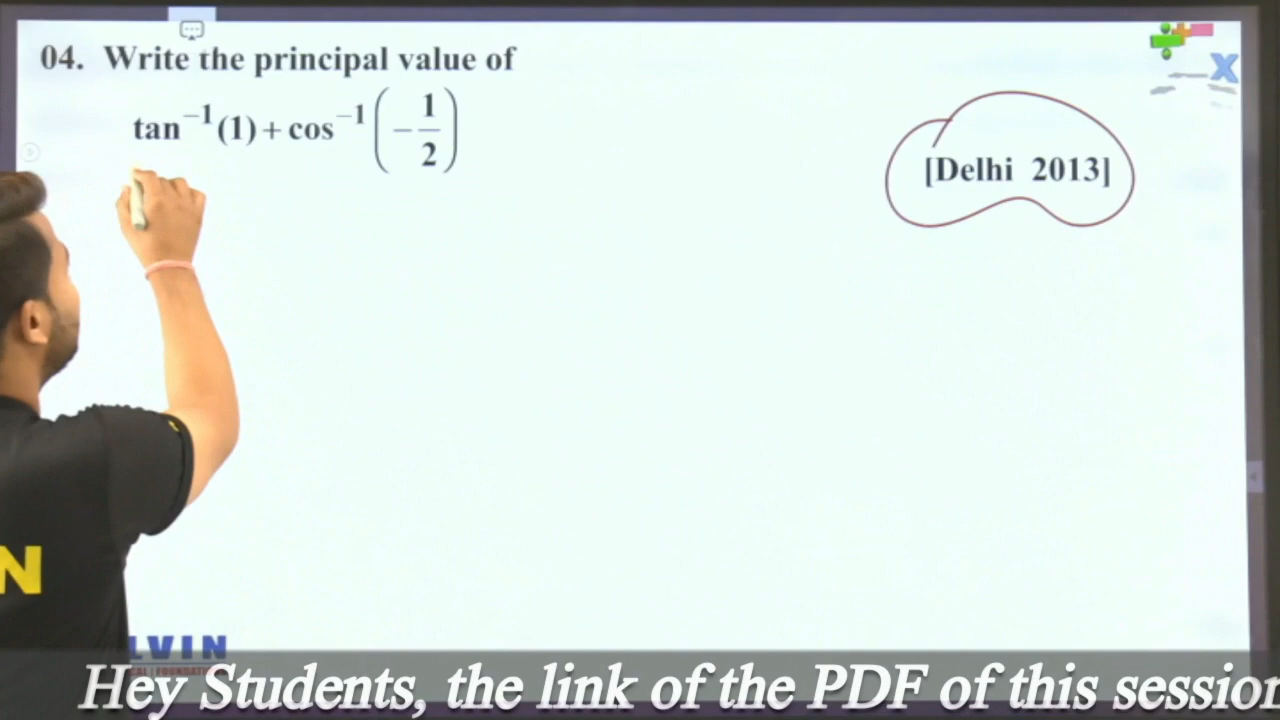 04. Write the principal value of
tan⁻¹(1) + cos⁻¹(−1/2)
[Delhi 2013]
X
N
LVIN
Hey Students, the link of the PDF of this session